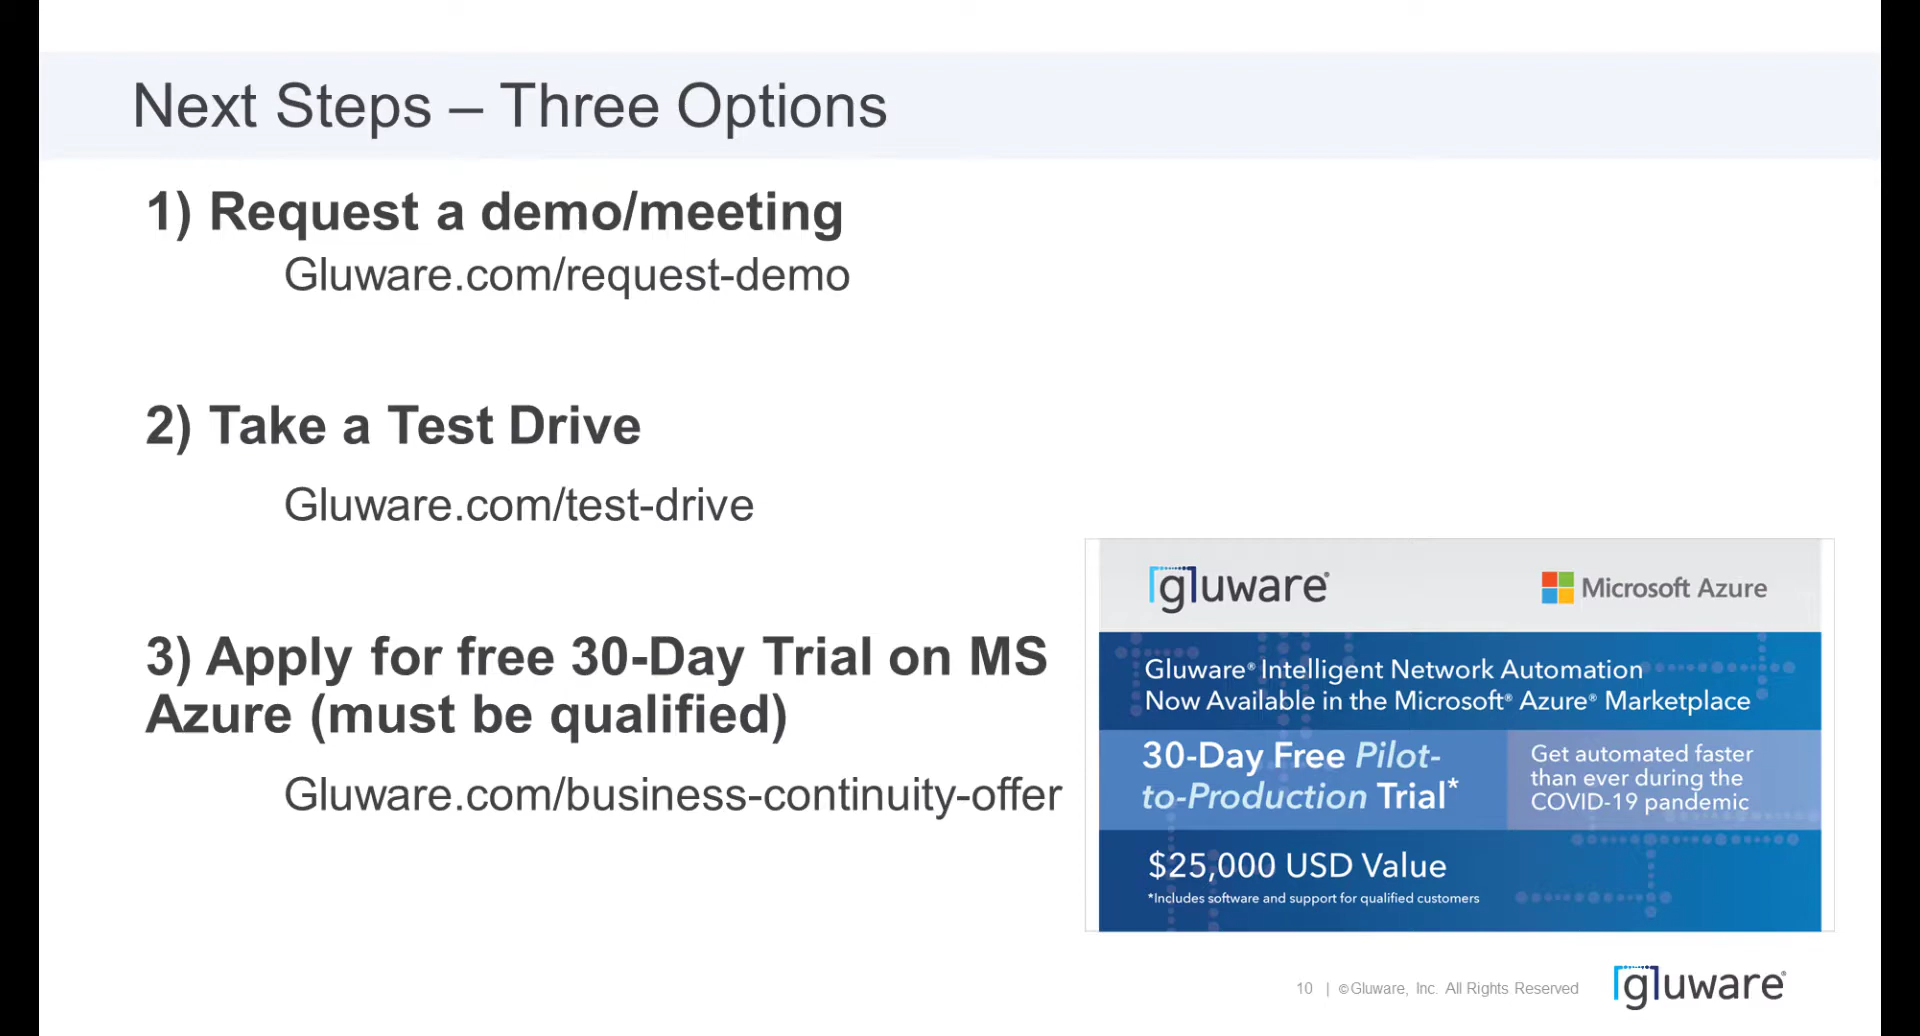 Next Steps – Three Options
1) Request a demo/meeting
Gluware.com/request-demo
2) Take a Test Drive
Gluware.com/test-drive
3) Apply for free 30-Day Trial on MS
Azure (must be qualified)
Gluware.com/business-continuity-offer
gluware®
Microsoft Azure
Gluware® Intelligent Network Automation
Now Available in the Microsoft® Azure® Marketplace
30-Day Free Pilot-
to-Production Trial*
Get automated faster
than ever during the
COVID-19 pandemic
$25,000 USD Value
*Includes software and support for qualified customers
10 | ©Gluware, Inc. All Rights Reserved
gluware®